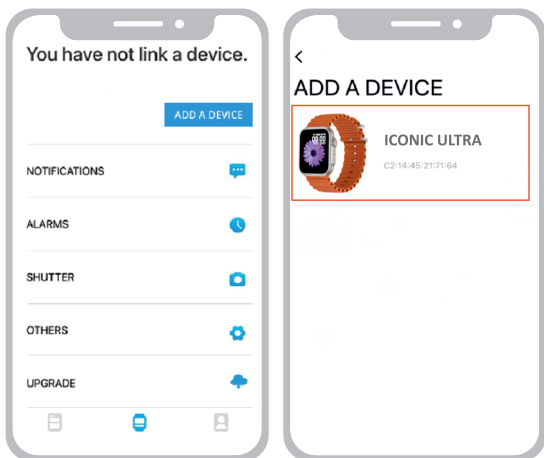 You have not link a device.
ADD A DEVICE
NOTIFICATIONS
ALARMS
SHUTTER
OTHERS
UPGRADE
<
ADD A DEVICE
ICONIC ULTRA
C2:14:45:21:71:64